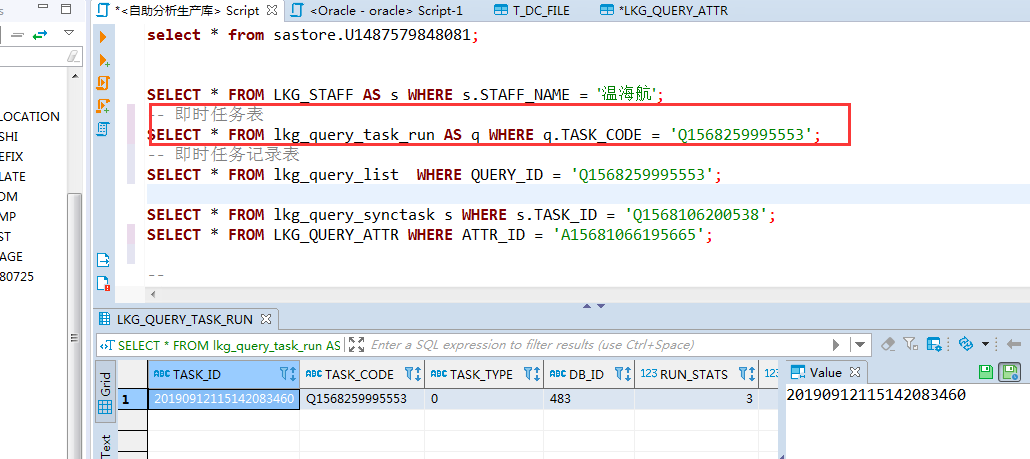 *<自助分析生产库> Script
<Oracle - oracle> Script-1
T_DC_FILE
*LKG_QUERY_ATTR
select * from sastore.U1487579848081;
SELECT * FROM LKG_STAFF AS s WHERE s.STAFF_NAME = '温海航';
-- 即时任务表
SELECT * FROM lkg_query_task_run AS q WHERE q.TASK_CODE = 'Q1568259995553';
-- 即时任务记录表
SELECT * FROM lkg_query_list WHERE QUERY_ID = 'Q1568259995553';
SELECT * FROM lkg_query_synctask s WHERE s.TASK_ID = 'Q1568106200538';
SELECT * FROM LKG_QUERY_ATTR WHERE ATTR_ID = 'A15681066195665';
--
LOCATION
SHI
EFIX
LATE
OM
MP
ST
AGE
80725
LKG_QUERY_TASK_RUN
SELECT * FROM lkg_query_task_run AS
Enter a SQL expression to filter results (use Ctrl+Space)
Grid
Text
ABC TASK_ID ABC TASK_CODE ABC TASK_TYPE ABC DB_ID 123 RUN_STATS 12
1 20190912115142083460 Q1568259995553 0 483 3
Value
20190912115142083460